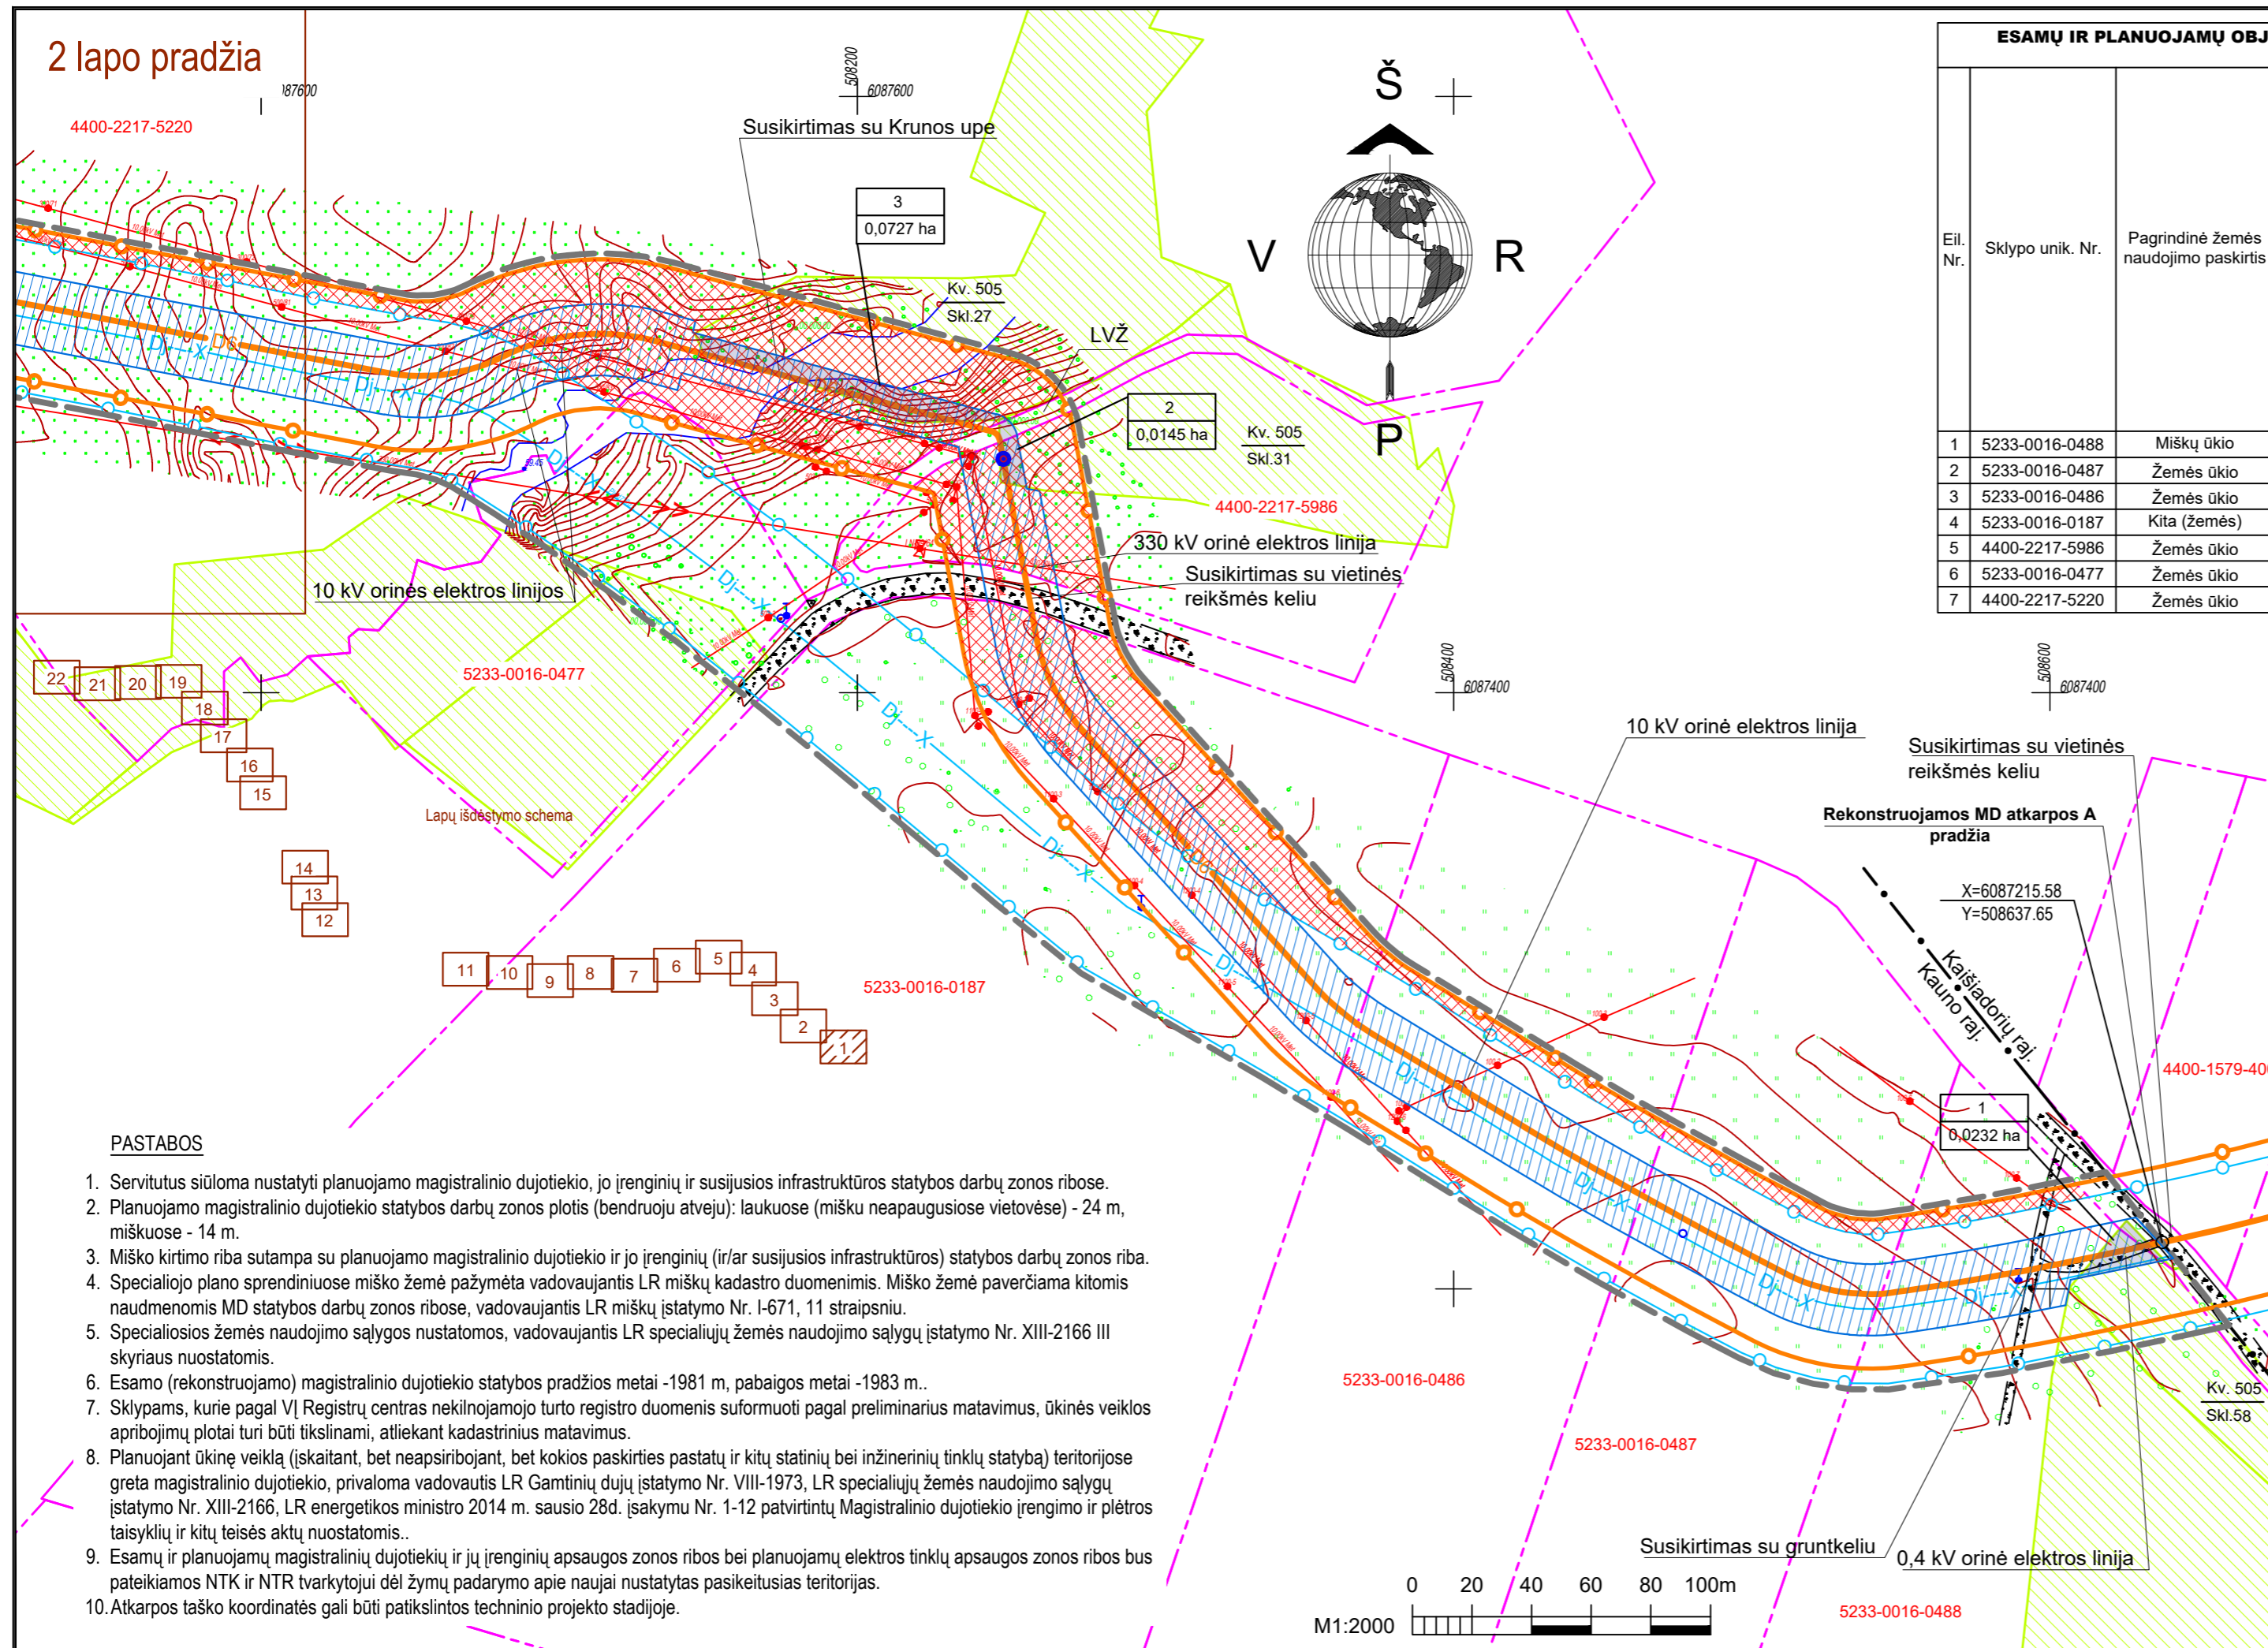 2 lapo pradžia
087600
508200
6087600
4400-2217-5220
Susikirtimas su Krunos upe
3
0,0727 ha
Kv. 505
Skl.27
LVŽ
2
0,0145 ha
Kv. 505
Skl.31
4400-2217-5986
330 kV orinė elektros linija
Susikirtimas su vietinės
reikšmės keliu
10 kV orinės elektros linijos
5233-0016-0477
Š
V
R
P
ESAMŲ IR PLANUOJAMŲ OBJ
Eil.
Nr.
Sklypo unik. Nr.
Pagrindinė žemės
naudojimo paskirtis
1 5233-0016-0488 Miškų ūkio
2 5233-0016-0487 Žemės ūkio
3 5233-0016-0486 Žemės ūkio
4 5233-0016-0187 Kita (žemės)
5 4400-2217-5986 Žemės ūkio
6 5233-0016-0477 Žemės ūkio
7 4400-2217-5220 Žemės ūkio
508400
6087400
508600
6087400
10 kV orinė elektros linija
Susikirtimas su vietinės
reikšmės keliu
Rekonstruojamos MD atkarpos A
pradžia
X=6087215.58
Y=508637.65
Kaišiadorių raj.
Kauno raj.
4400-1579-40
1
0,0232 ha
22
21
20
19
18
17
16
15
Lapų išdėstymo schema
14
13
12
11
10
9
8
7
6
5
4
3
2
1
5233-0016-0187
5233-0016-0486
5233-0016-0487
5233-0016-0488
Kv. 505
Skl.58
Susikirtimas su gruntkeliu
0,4 kV orinė elektros linija
PASTABOS
1. Servitutus siūloma nustatyti planuojamo magistralinio dujotiekio, jo įrenginių ir susijusios infrastruktūros statybos darbų zonos ribose.
2. Planuojamo magistralinio dujotiekio statybos darbų zonos plotis (bendruoju atveju): laukuose (mišku neapaugusiose vietovėse) - 24 m,
miškuose - 14 m.
3. Miško kirtimo riba sutampa su planuojamo magistralinio dujotiekio ir jo įrenginių (ir/ar susijusios infrastruktūros) statybos darbų zonos riba.
4. Specialiojo plano sprendiniuose miško žemė pažymėta vadovaujantis LR miškų kadastro duomenimis. Miško žemė paverčiama kitomis
naudmenomis MD statybos darbų zonos ribose, vadovaujantis LR miškų įstatymo Nr. I-671, 11 straipsniu.
5. Specialiosios žemės naudojimo sąlygos nustatomos, vadovaujantis LR specialiųjų žemės naudojimo sąlygų įstatymo Nr. XIII-2166 III
skyriaus nuostatomis.
6. Esamo (rekonstruojamo) magistralinio dujotiekio statybos pradžios metai -1981 m, pabaigos metai -1983 m..
7. Sklypams, kurie pagal VĮ Registrų centras nekilnojamojo turto registro duomenis suformuoti pagal preliminarius matavimus, ūkinės veiklos
apribojimų plotai turi būti tikslinami, atliekant kadastrinius matavimus.
8. Planuojant ūkinę veiklą (įskaitant, bet neapsiribojant, bet kokios paskirties pastatų ir kitų statinių bei inžinerinių tinklų statybą) teritorijose
greta magistralinio dujotiekio, privaloma vadovautis LR Gamtinių dujų įstatymo Nr. VIII-1973, LR specialiųjų žemės naudojimo sąlygų
įstatymo Nr. XIII-2166, LR energetikos ministro 2014 m. sausio 28d. įsakymu Nr. 1-12 patvirtintų Magistralinio dujotiekio įrengimo ir plėtros
taisyklių ir kitų teisės aktų nuostatomis..
9. Esamų ir planuojamų magistralinių dujotiekių ir jų įrenginių apsaugos zonos ribos bei planuojamų elektros tinklų apsaugos zonos ribos bus
pateikiamos NTK ir NTR tvarkytojui dėl žymų padarymo apie naujai nustatytas pasikeitusias teritorijas.
10. Atkarpos taško koordinatės gali būti patikslintos techninio projekto stadijoje.
M1:2000
0 20 40 60 80 100m